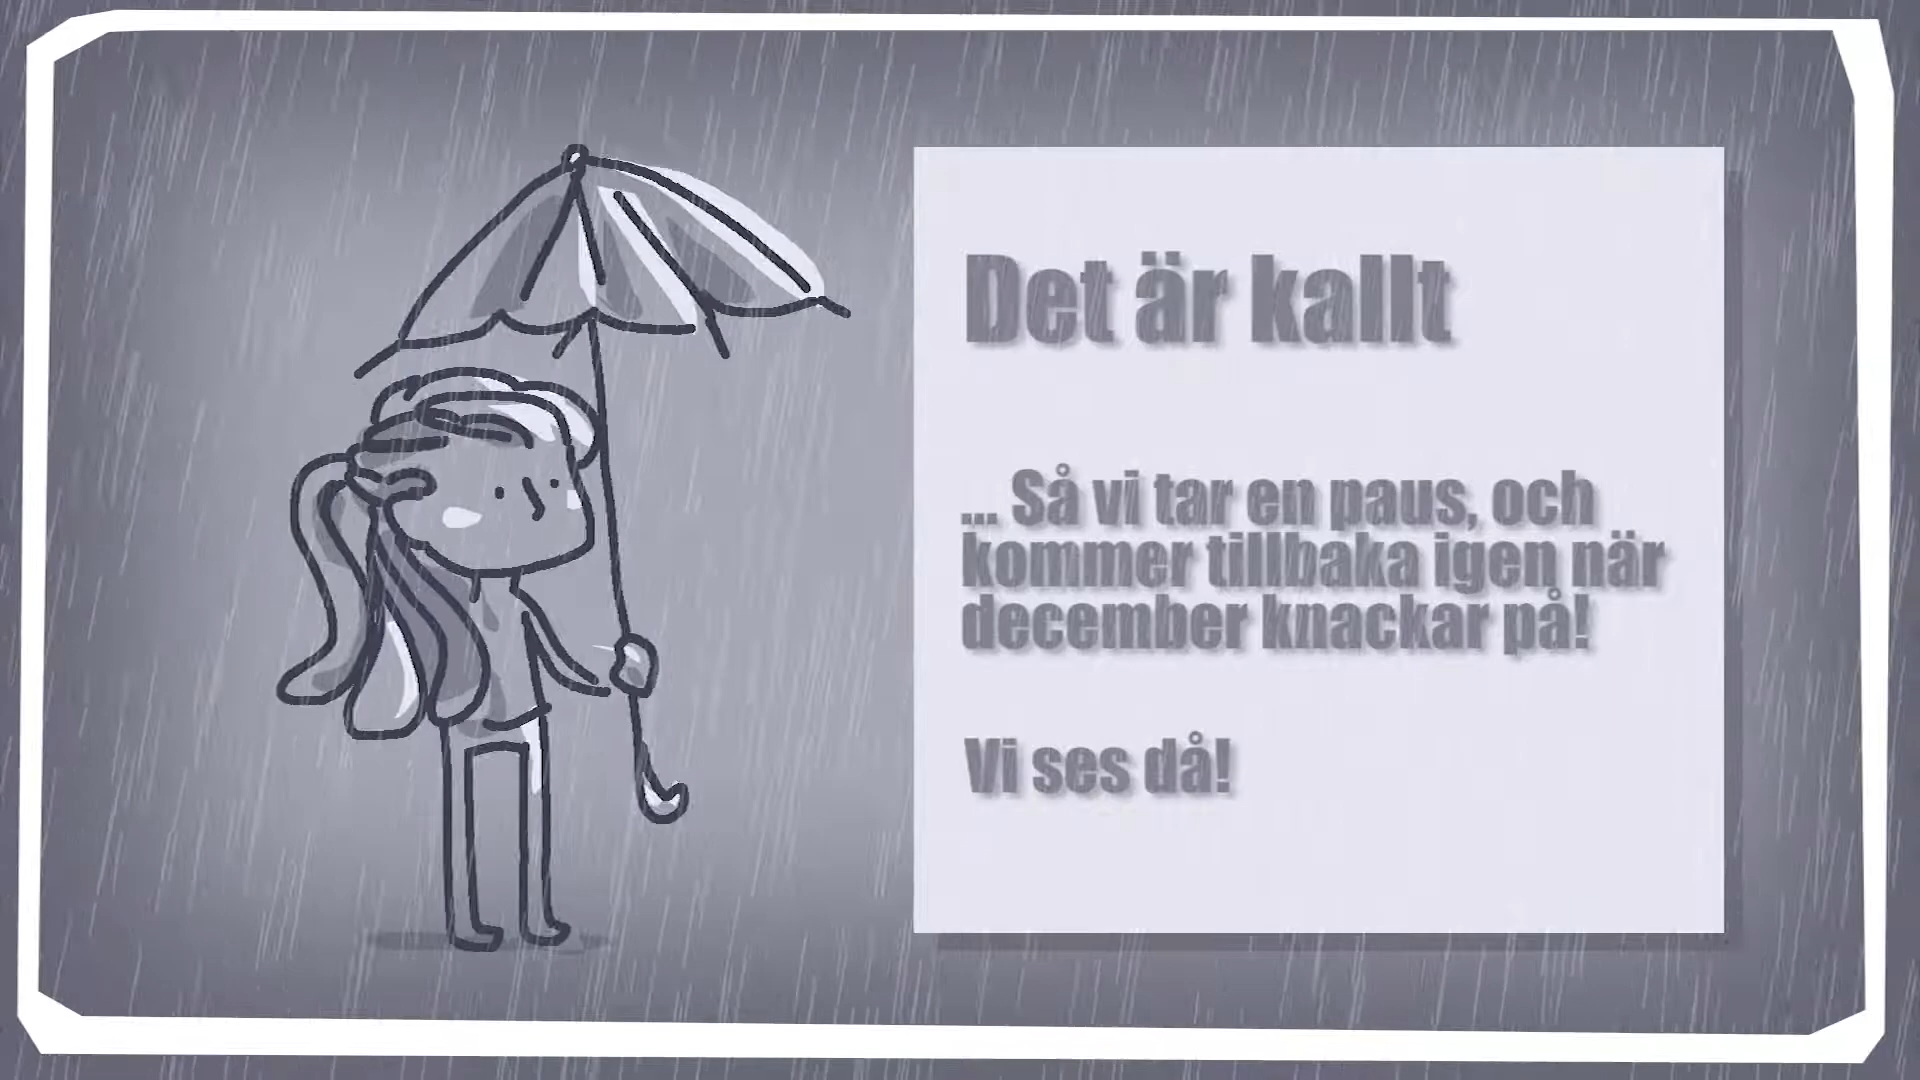 Det är kallt
... Så vi tar en paus, och
kommer tillbaka igen när
december knackar på!
Vi ses då!